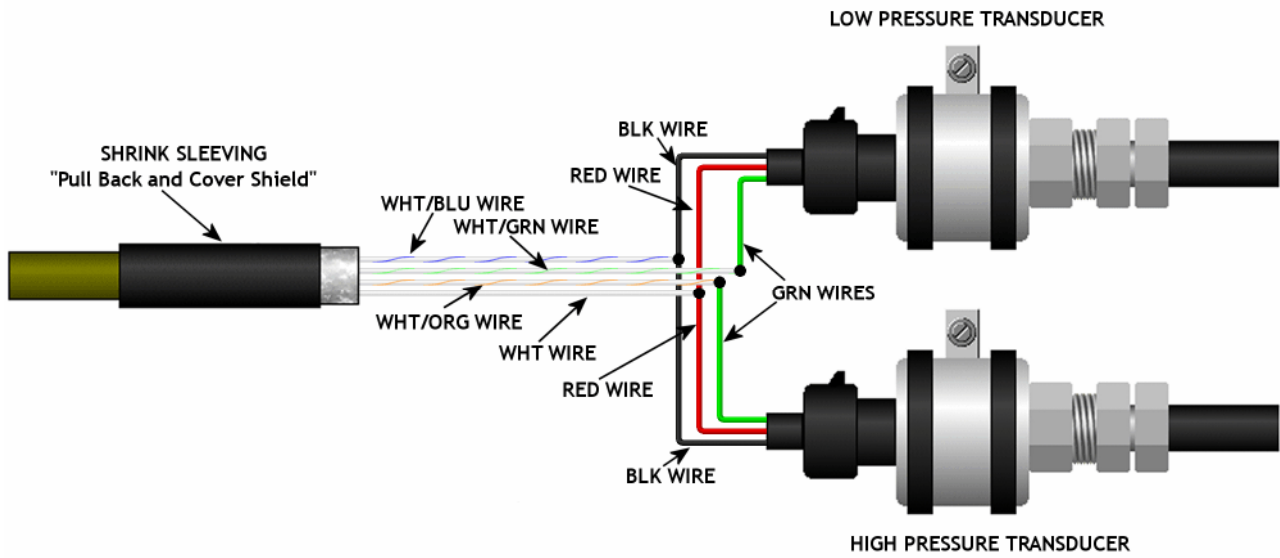 LOW PRESSURE TRANSDUCER
BLK WIRE
SHRINK SLEEVING
"Pull Back and Cover Shield"
RED WIRE
WHT/BLU WIRE
WHT/GRN WIRE
GRN WIRES
WHT/ORG WIRE
WHT WIRE
RED WIRE
BLK WIRE
HIGH PRESSURE TRANSDUCER